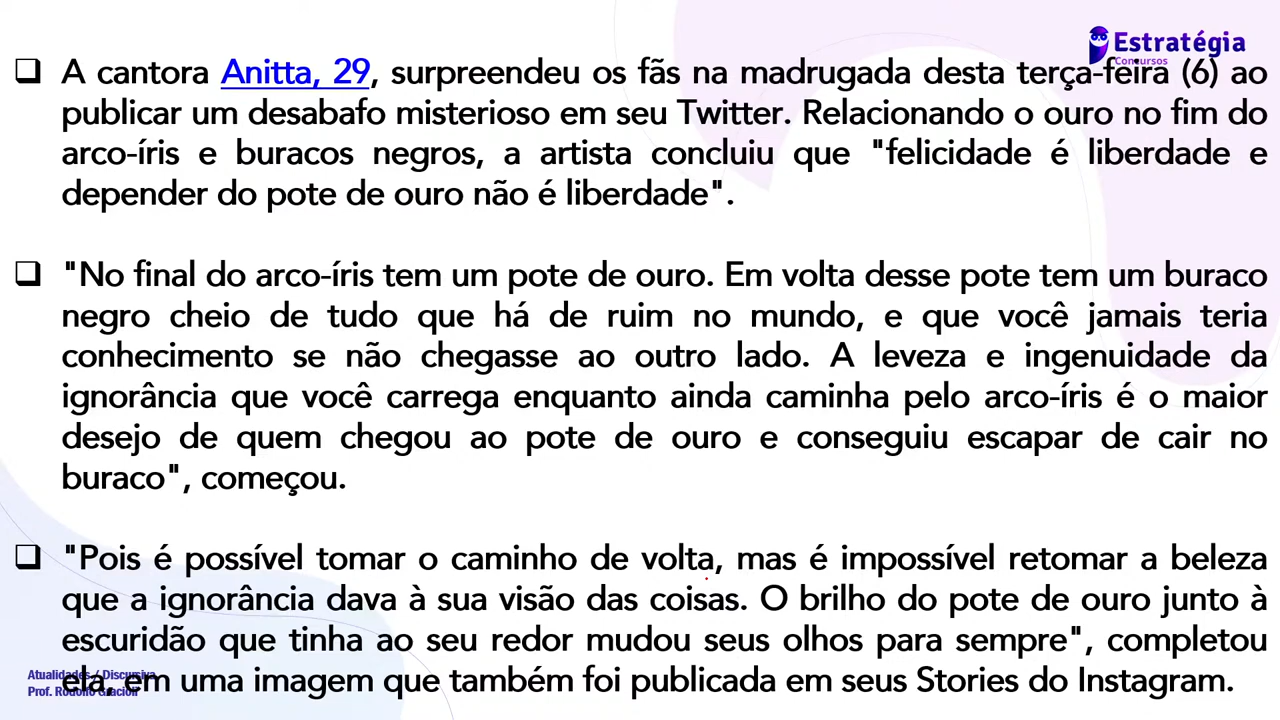 Estratégia
Concursos
❑ A cantora Anitta, 29, surpreendeu os fãs na madrugada desta terça-feira (6) ao
publicar um desabafo misterioso em seu Twitter. Relacionando o ouro no fim do
arco-íris e buracos negros, a artista concluiu que "felicidade é liberdade e
depender do pote de ouro não é liberdade".
❑ "No final do arco-íris tem um pote de ouro. Em volta desse pote tem um buraco
negro cheio de tudo que há de ruim no mundo, e que você jamais teria
conhecimento se não chegasse ao outro lado. A leveza e ingenuidade da
ignorância que você carrega enquanto ainda caminha pelo arco-íris é o maior
desejo de quem chegou ao pote de ouro e conseguiu escapar de cair no
buraco", começou.
❑ "Pois é possível tomar o caminho de volta, mas é impossível retomar a beleza
que a ignorância dava à sua visão das coisas. O brilho do pote de ouro junto à
escuridão que tinha ao seu redor mudou seus olhos para sempre", completou
ela, em uma imagem que também foi publicada em seus Stories do Instagram.
Atualidades / Discursiva
Prof. Rodolfo Gracioli